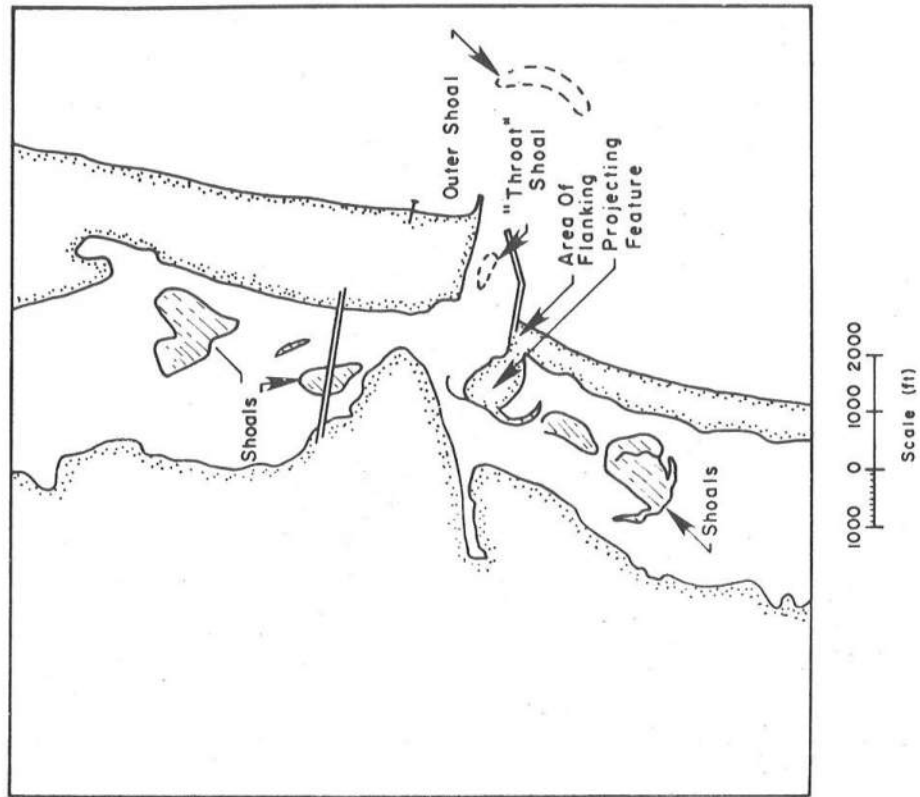 Outer Shoal
"Throat"
Shoal
Area Of
Flanking
Projecting
Feature
Shoals
Shoals
1000 0 1000 2000
Scale (ft)